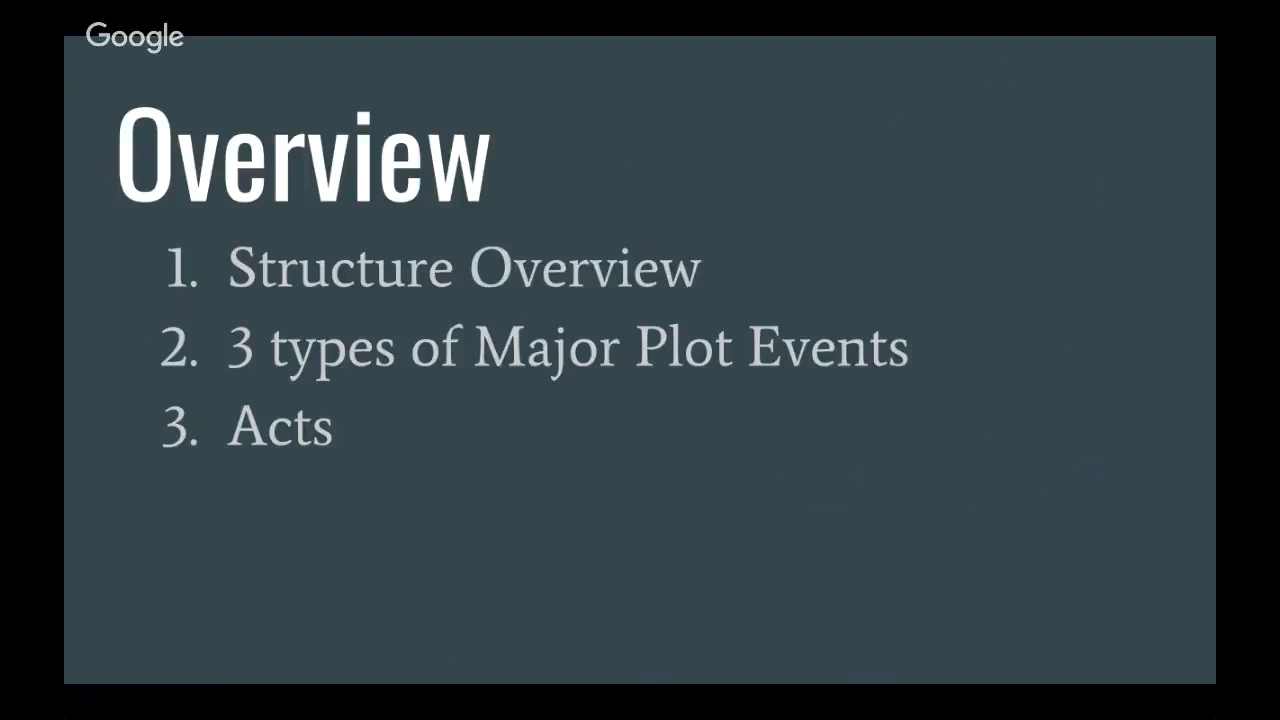 Google
Overview
1. Structure Overview
2. 3 types of Major Plot Events
3. Acts